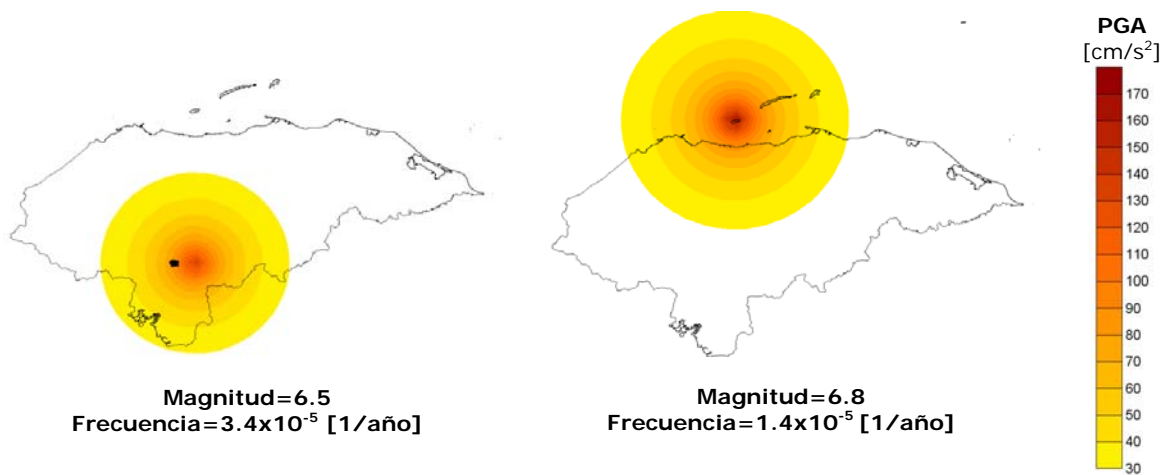 PGA
[cm/s²]
170
160
150
140
130
120
110
100
90
80
70
60
50
40
30
Magnitud=6.5
Frecuencia=3.4x10⁻⁵ [1/año]
Magnitud=6.8
Frecuencia=1.4x10⁻⁵ [1/año]